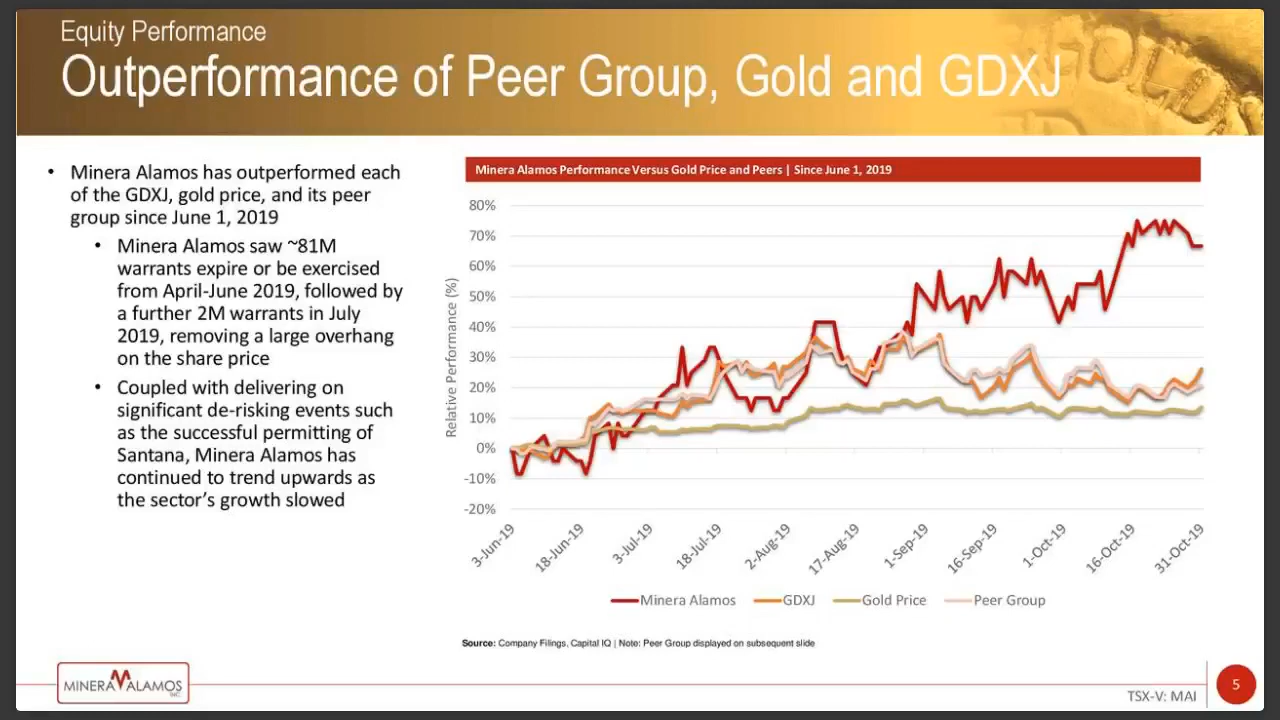 Equity Performance
Outperformance of Peer Group, Gold and GDXJ
• Minera Alamos has outperformed each
of the GDXJ, gold price, and its peer
group since June 1, 2019
• Minera Alamos saw ~81M
warrants expire or be exercised
from April-June 2019, followed by
a further 2M warrants in July
2019, removing a large overhang
on the share price
• Coupled with delivering on
significant de-risking events such
as the successful permitting of
Santana, Minera Alamos has
continued to trend upwards as
the sector's growth slowed
Minera Alamos Performance Versus Gold Price and Peers | Since June 1, 2019
Relative Performance (%)
80%
70%
60%
50%
40%
30%
20%
10%
0%
-10%
-20%
3-Jun-19
18-Jun-19
3-Jul-19
18-Jul-19
2-Aug-19
17-Aug-19
1-Sep-19
16-Sep-19
1-Oct-19
16-Oct-19
31-Oct-19
Minera Alamos GDXJ Gold Price Peer Group
Source: Company Filings, Capital IQ | Note: Peer Group displayed on subsequent slide
MINERA ALAMOS
INC.
TSX-V: MAI
5